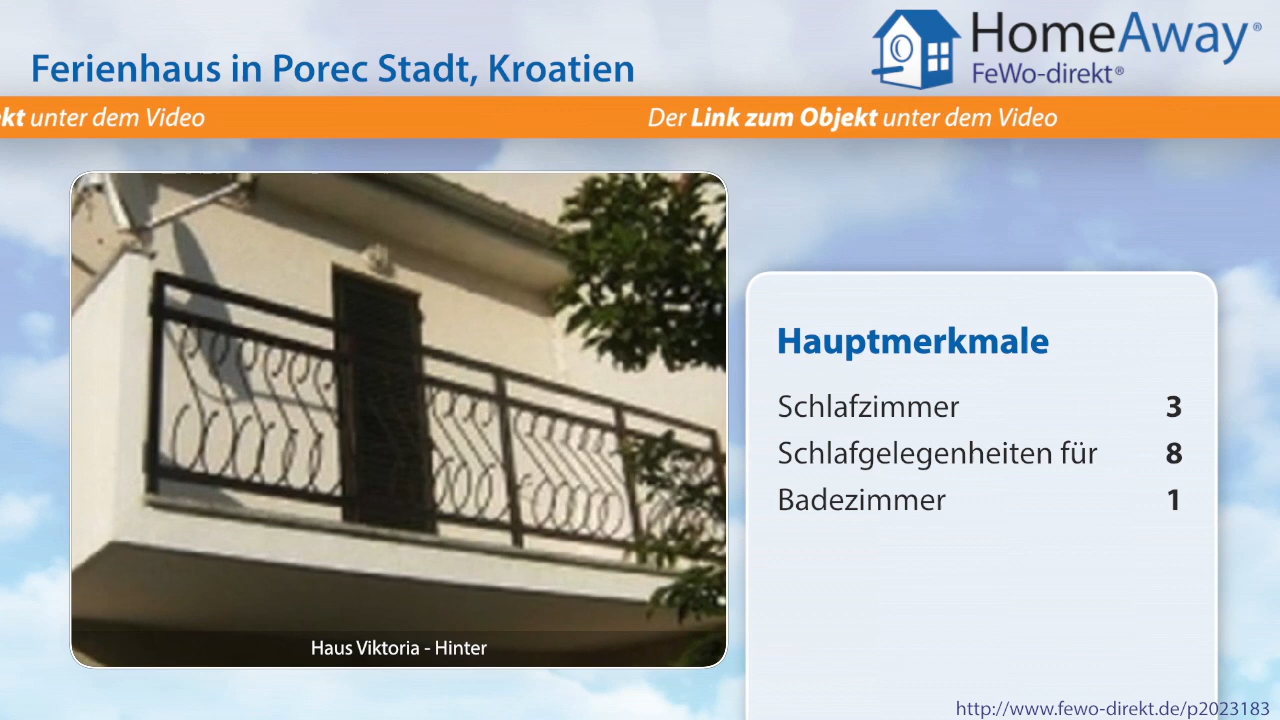 Ferienhaus in Porec Stadt, Kroatien
HomeAway®
FeWo-direkt®
kt unter dem Video
Der Link zum Objekt unter dem Video
Hauptmerkmale
Schlafzimmer 3
Schlafgelegenheiten für 8
Badezimmer 1
Haus Viktoria - Hinter
http://www.fewo-direkt.de/p2023183